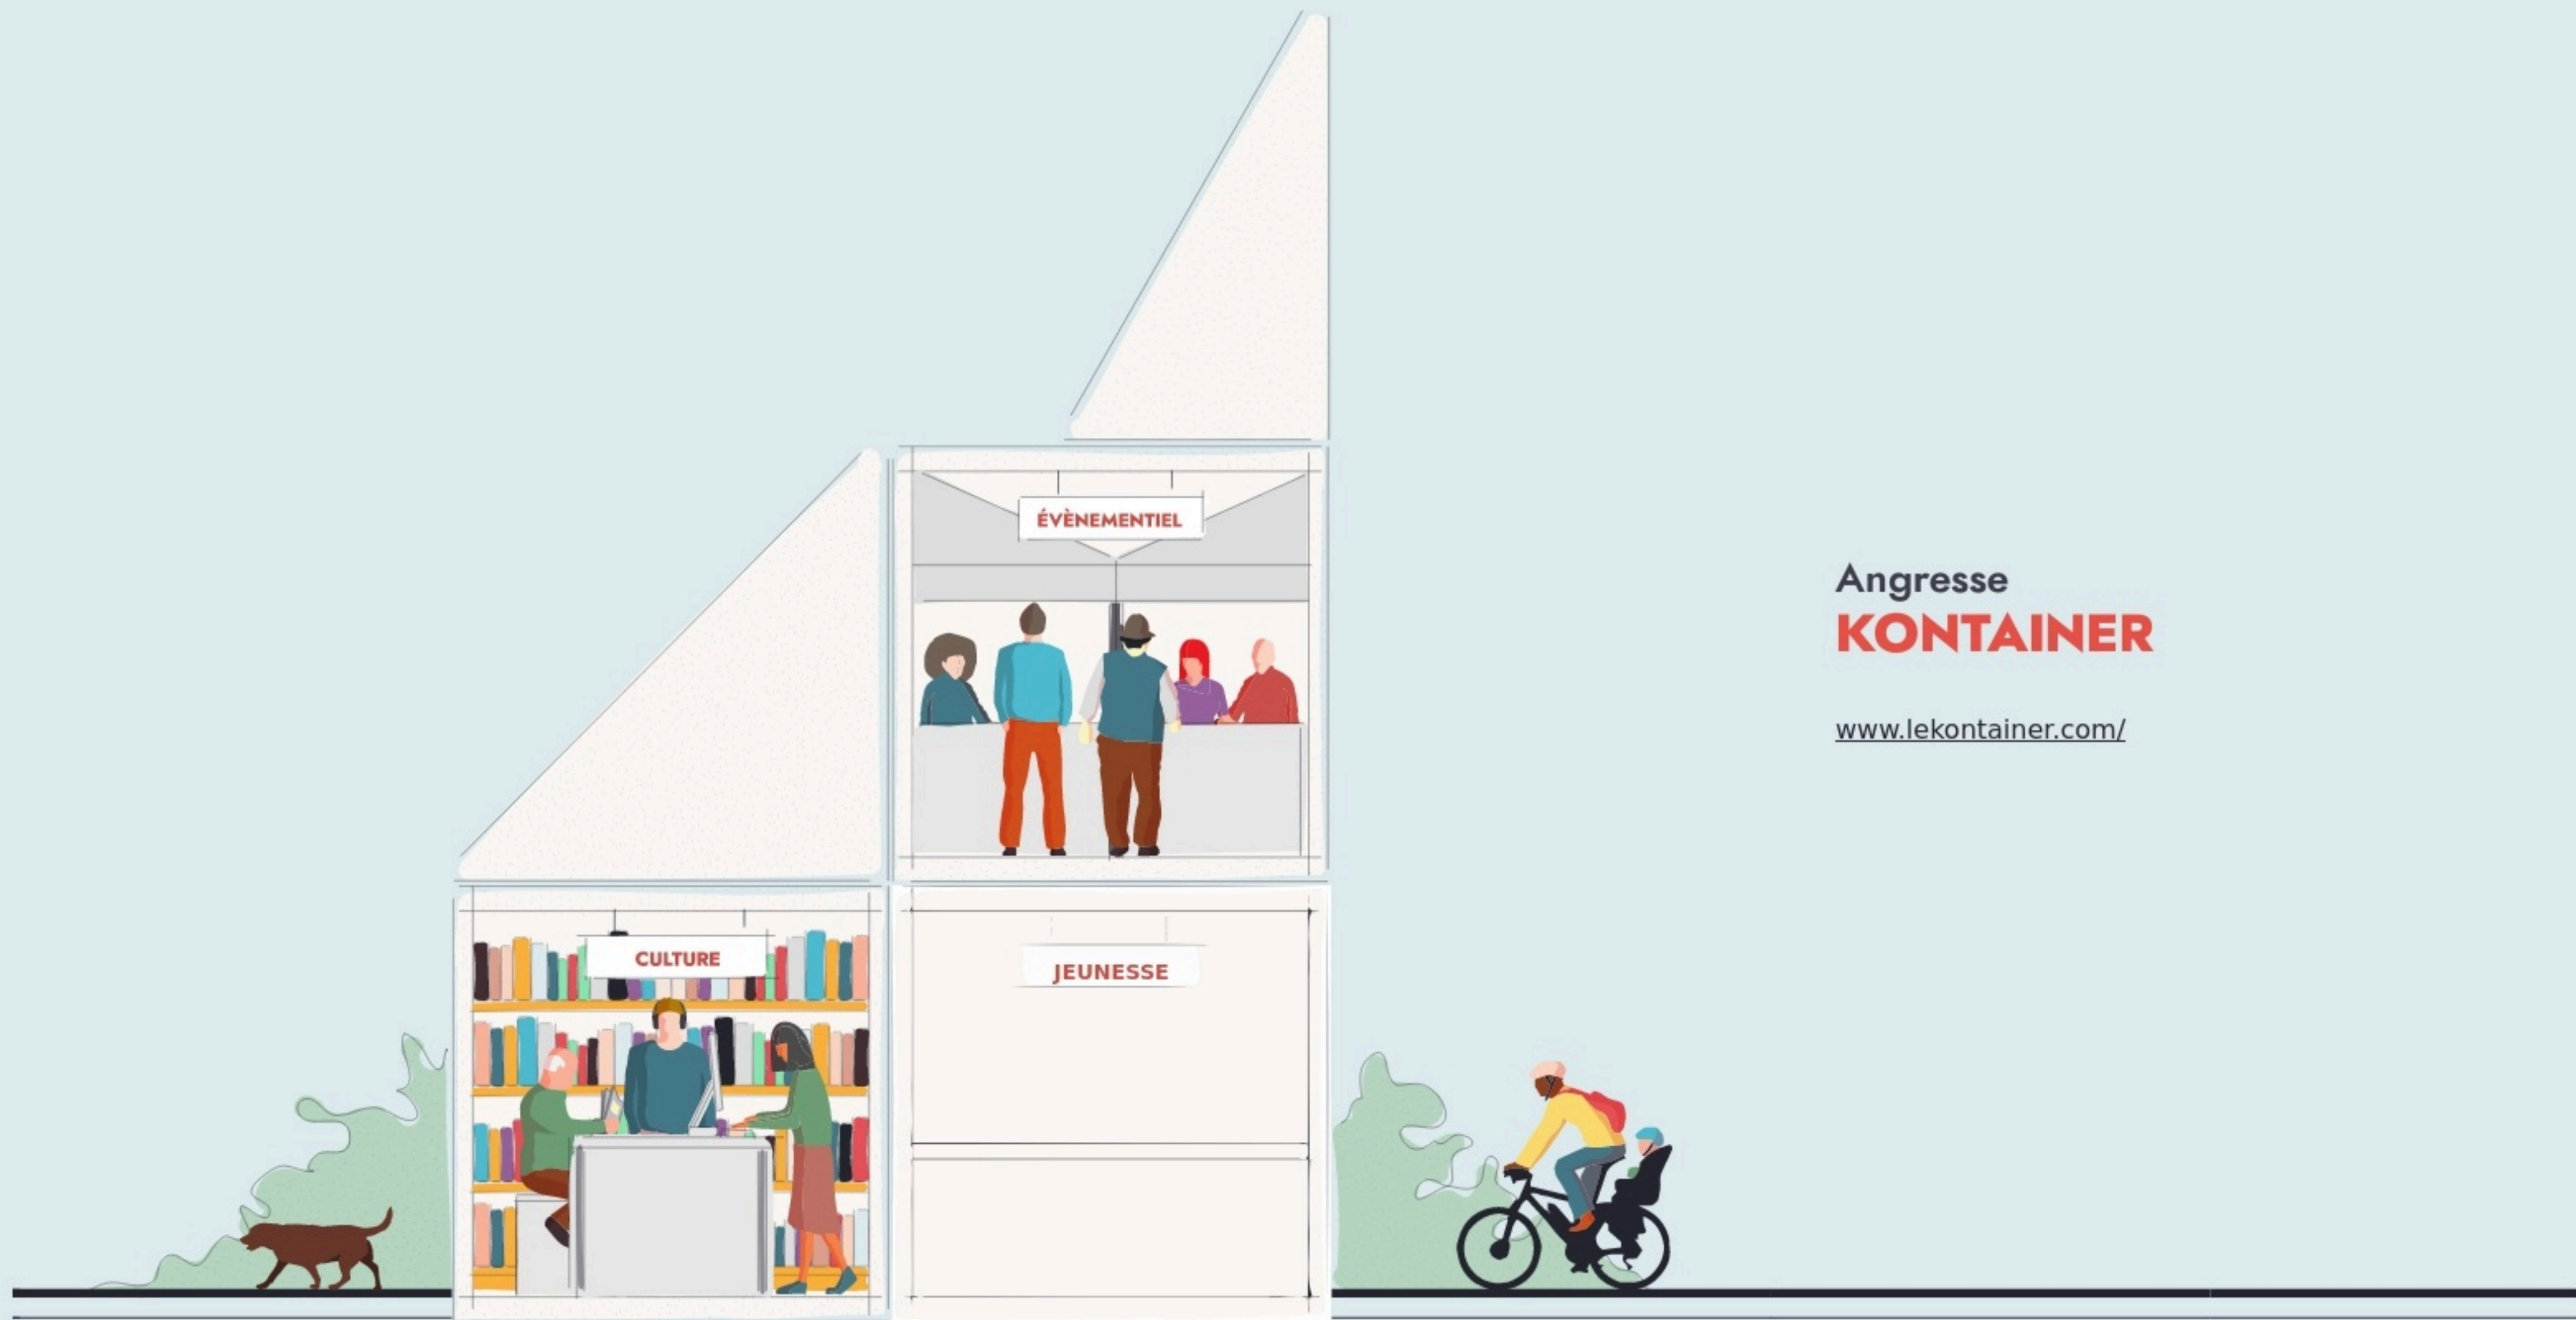 ÉVÈNEMENTIEL
Angresse
KONTAINER
www.lekontainer.com/
CULTURE
JEUNESSE